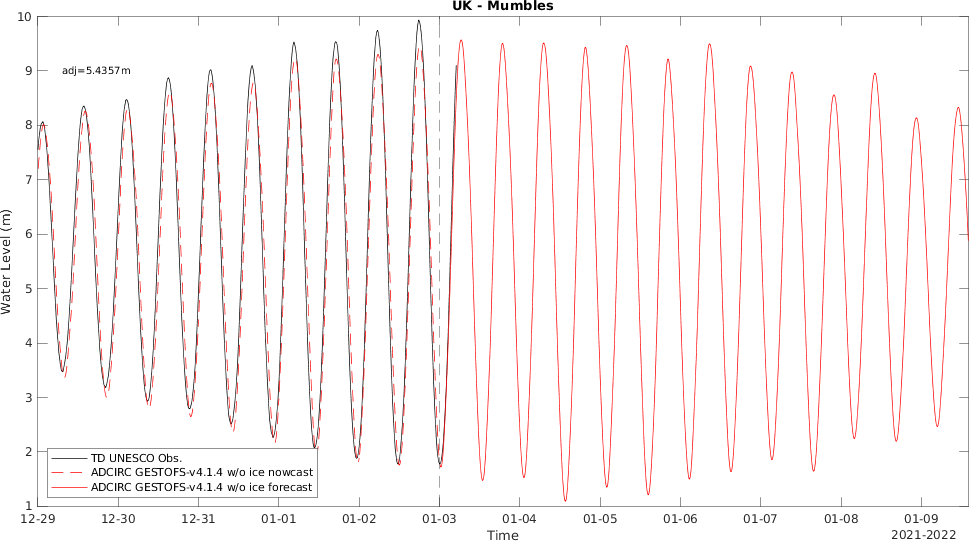 UK - Mumbles
10
9
8
7
6
5
4
3
2
1
Water Level (m)
adj=5.4357m
TD UNESCO Obs.
ADCIRC GESTOFS-v4.1.4 w/o ice nowcast
ADCIRC GESTOFS-v4.1.4 w/o ice forecast
12-29 12-30 12-31 01-01 01-02 01-03 01-04 01-05 01-06 01-07 01-08 01-09
Time
2021-2022